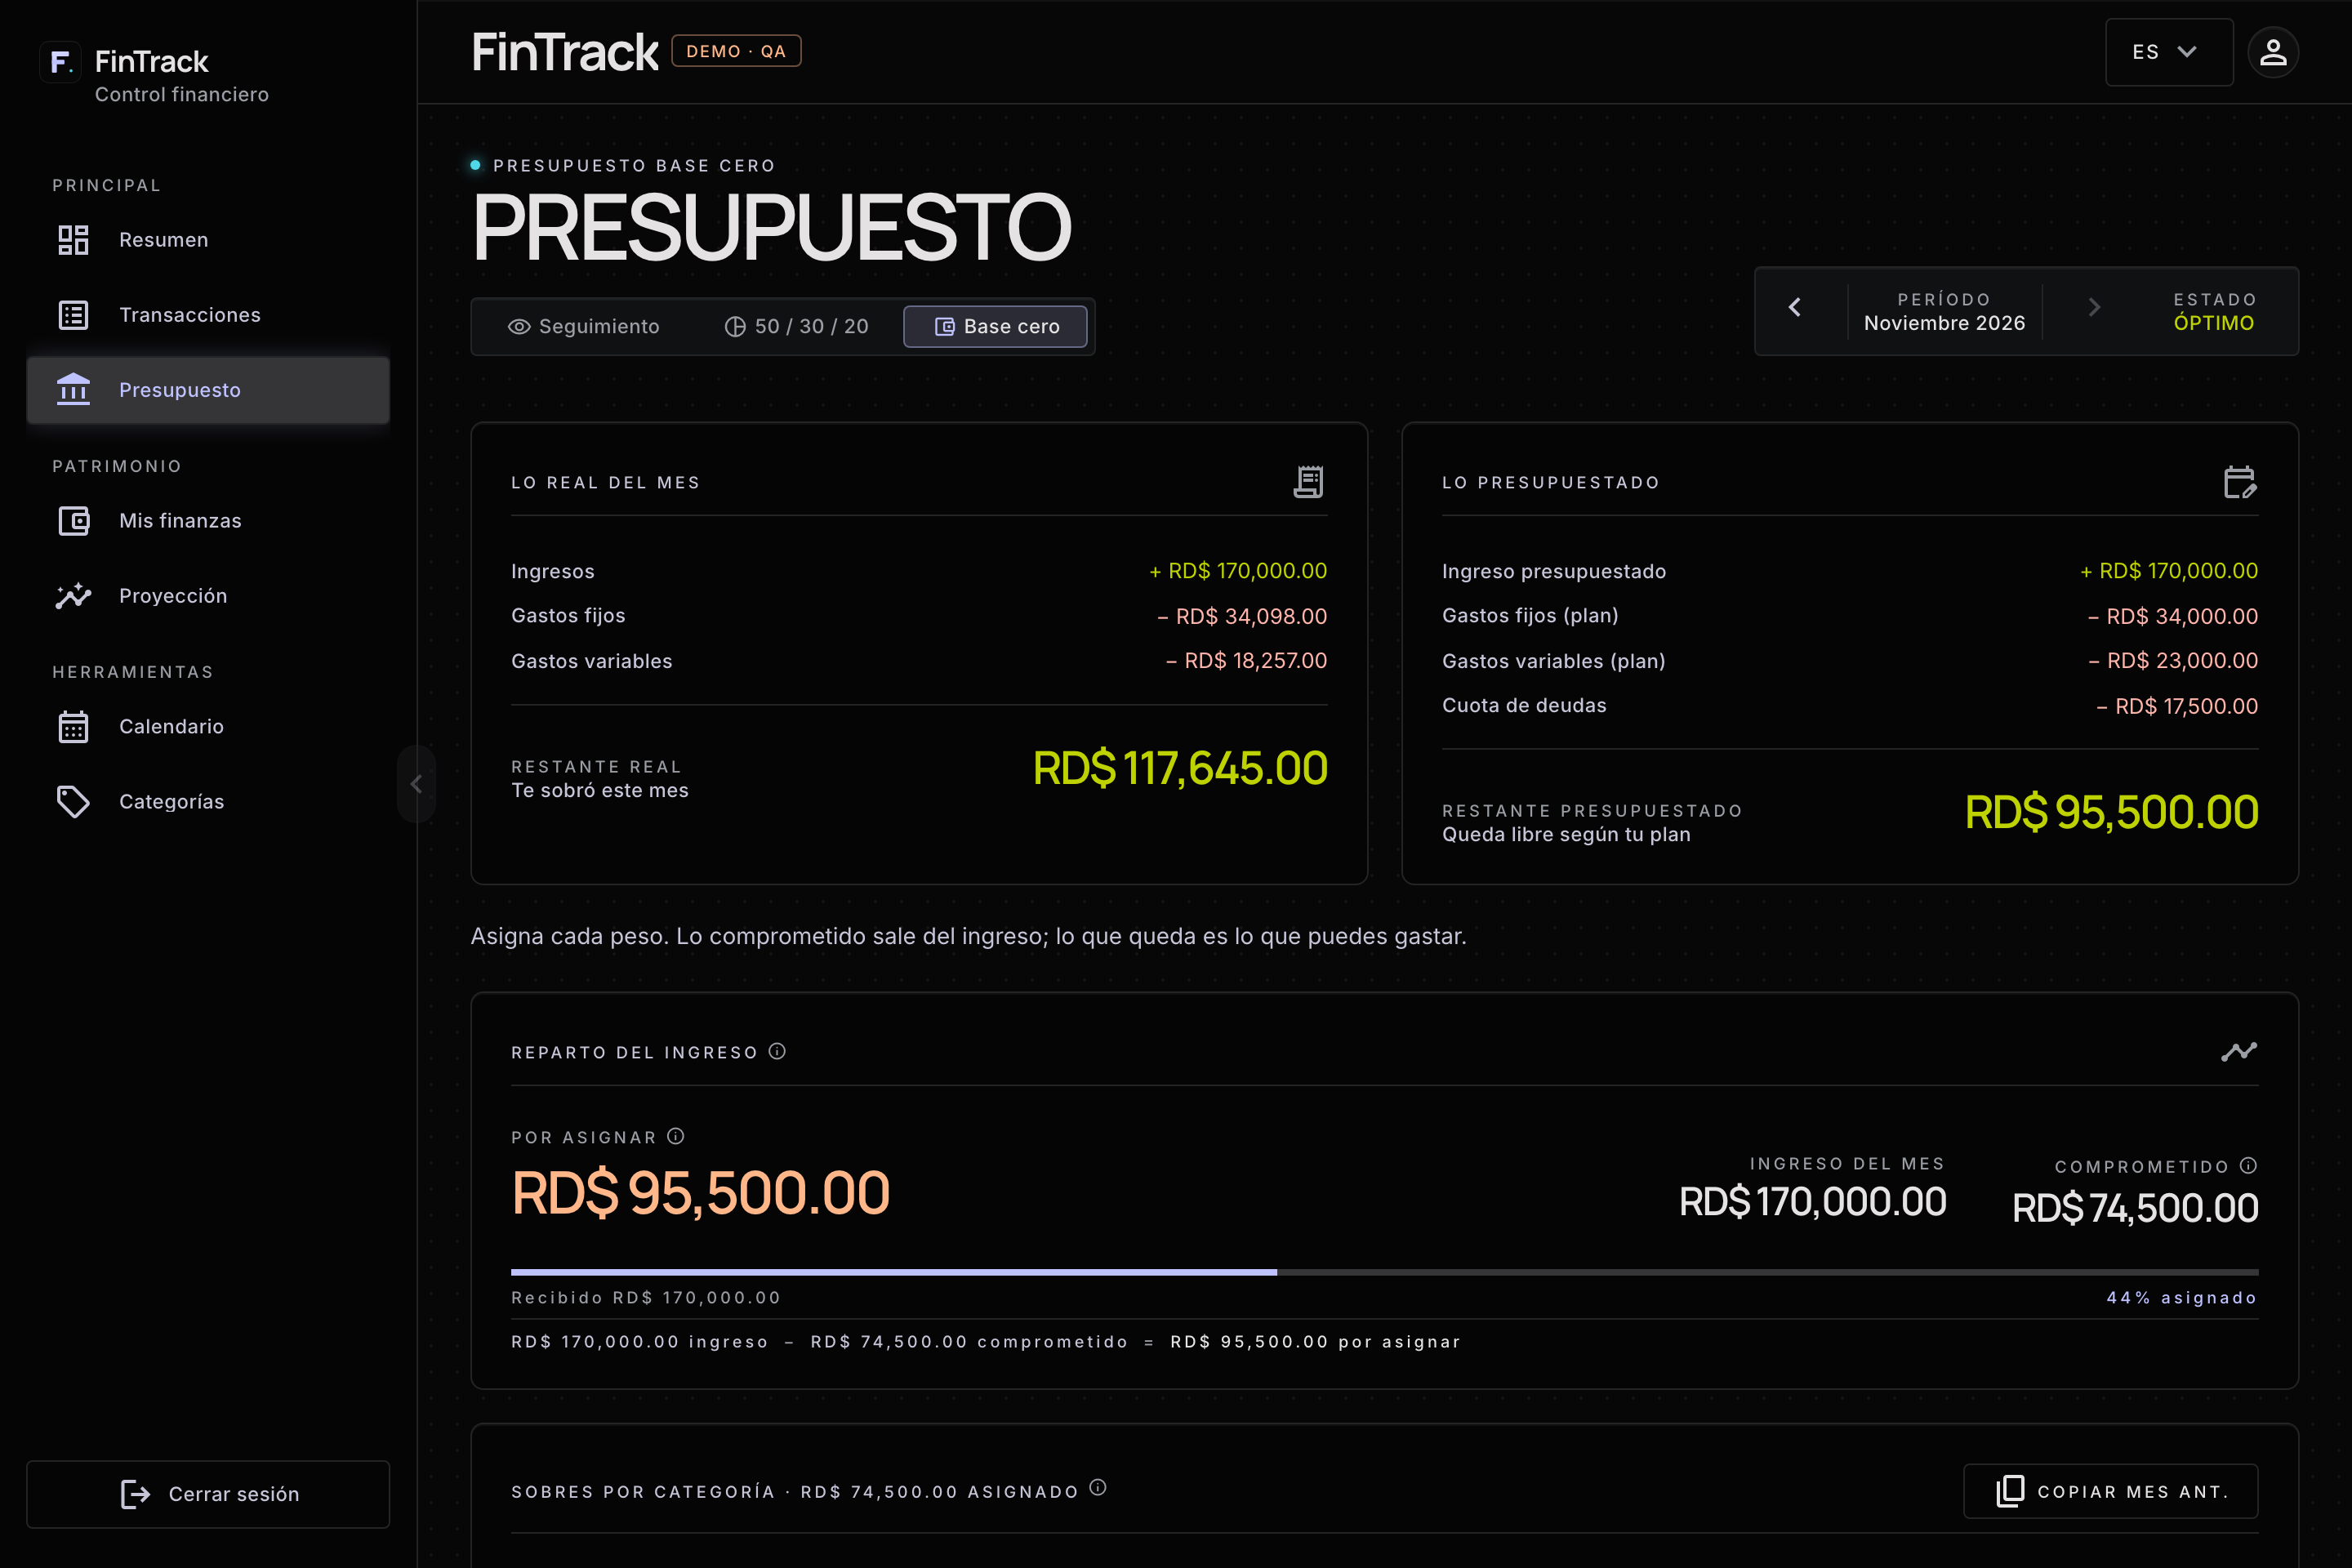 F.
FinTrack
Control financiero
PRINCIPAL
Resumen
Transacciones
Presupuesto
PATRIMONIO
Mis finanzas
Proyección
HERRAMIENTAS
Calendario
Categorías
Cerrar sesión
FinTrack DEMO · QA
ES
PRESUPUESTO BASE CERO
PRESUPUESTO
Seguimiento 50 / 30 / 20 Base cero
PERÍODO
Noviembre 2026
ESTADO
ÓPTIMO
LO REAL DEL MES
Ingresos + RD$ 170,000.00
Gastos fijos – RD$ 34,098.00
Gastos variables – RD$ 18,257.00
RESTANTE REAL
Te sobró este mes
RD$ 117,645.00
LO PRESUPUESTADO
Ingreso presupuestado + RD$ 170,000.00
Gastos fijos (plan) – RD$ 34,000.00
Gastos variables (plan) – RD$ 23,000.00
Cuota de deudas – RD$ 17,500.00
RESTANTE PRESUPUESTADO
Queda libre según tu plan
RD$ 95,500.00
Asigna cada peso. Lo comprometido sale del ingreso; lo que queda es lo que puedes gastar.
REPARTO DEL INGRESO
POR ASIGNAR
RD$ 95,500.00
INGRESO DEL MES
RD$ 170,000.00
COMPROMETIDO
RD$ 74,500.00
Recibido RD$ 170,000.00
44% asignado
RD$ 170,000.00 ingreso – RD$ 74,500.00 comprometido = RD$ 95,500.00 por asignar
SOBRES POR CATEGORÍA · RD$ 74,500.00 ASIGNADO
COPIAR MES ANT.